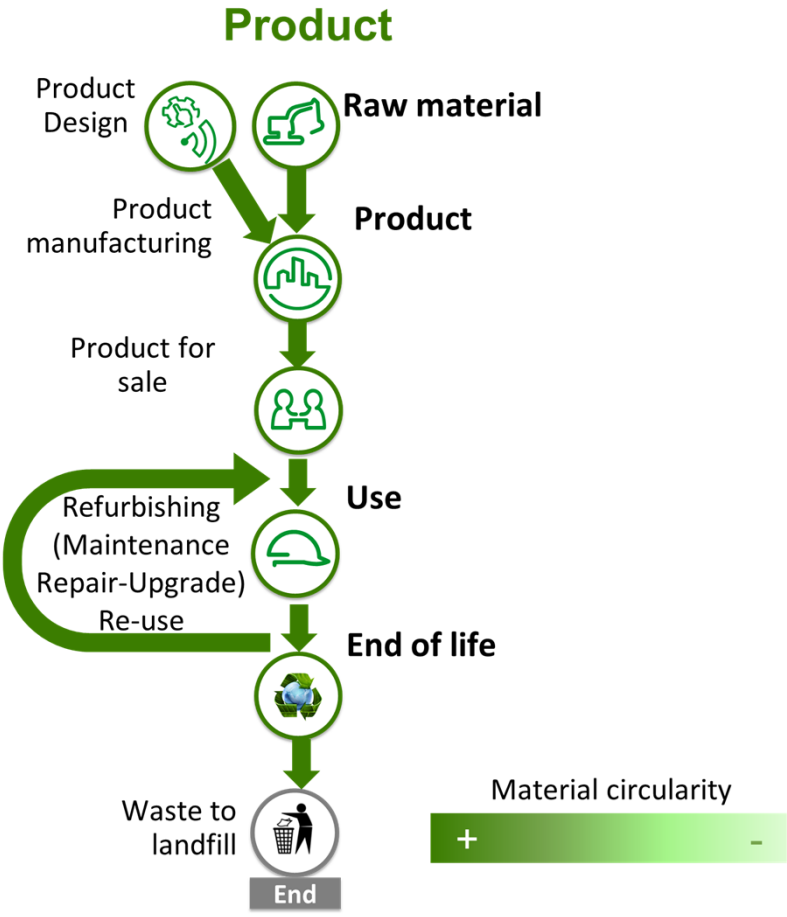 Product
Product
Design
Raw material
Product
manufacturing
Product
Product for
sale
Use
Refurbishing
(Maintenance
Repair-Upgrade)
Re-use
End of life
Waste to
landfill
End
Material circularity
+ -